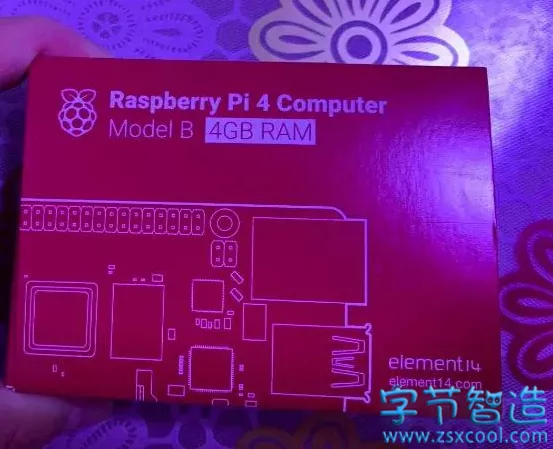 Raspberry Pi 4 Computer
Model B 4GB RAM
element14
element14.com
字节智造
www.zsxcool.com